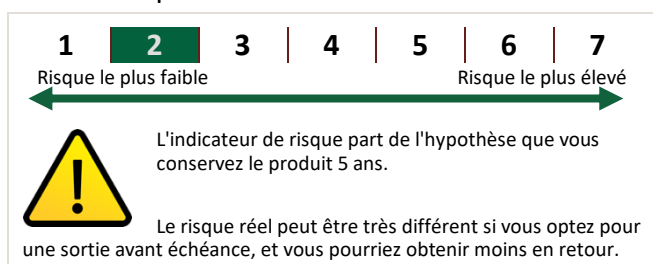 1 2 3 4 5 6 7
Risque le plus faible Risque le plus élevé
L'indicateur de risque part de l'hypothèse que vous
conservez le produit 5 ans.
Le risque réel peut être très différent si vous optez pour
une sortie avant échéance, et vous pourriez obtenir moins en retour.